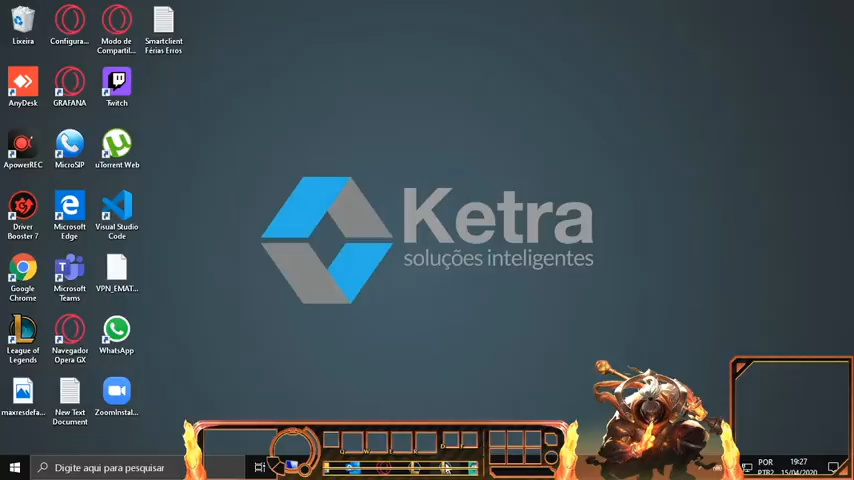 Lixeira
Configura...
Modo de
Compartil...
Smartclient
Férias Erros
AnyDesk
GRAFANA
Twitch
ApowerREC
MicroSIP
uTorrent Web
Driver
Booster 7
Microsoft
Edge
Visual Studio
Code
Google
Chrome
Microsoft
Teams
VPN_EMAT...
League of
Legends
Navegador
Opera GX
WhatsApp
maxresdefa...
New Text
Document
ZoomInstal...
Ketra
soluções inteligentes
Q W E R
D
Digite aqui para pesquisar
POR
PTB2
19:27
15/04/2020